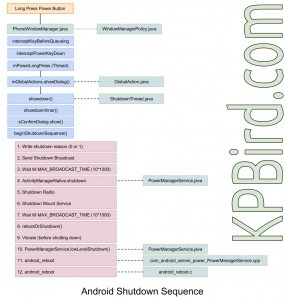 Long Press Power Button
PhoneWindowManager.java
WindowManagerPolicy.java
interceptKeyBeforeQueueing
interceptPowerKeyDown
mPowerLongPress (Thread)
mGlobalActions.showDialog()
GlobalAction.java
showdown()
ShutdownThread.java
shutdownInner()
sConfirmDialog.show()
beginShutdownSequence()
1. Write shutdown reason (0 or 1)
2. Send Shutdown Broadcast
3. Wait till MAX_BROADCAST_TIME (10*1000)
4. ActivityManagerNative.shutdown
PowerManagerService.java
5. Shutdown Radio
6. Shutdown Mount Service
7. Wait till MAX_BROADCAST_TIME (10*1000)
8. rebootOrShutdown()
9. Vibrate (before shutting down)
10. PowerManagerService.lowLevelShutdown()
PowerManagerService.java
11. android_reboot
com_android_server_power_PowerManagerService.cpp
12. android_reboot
android_reboot.c
Android Shutdown Sequence
KPBird.com